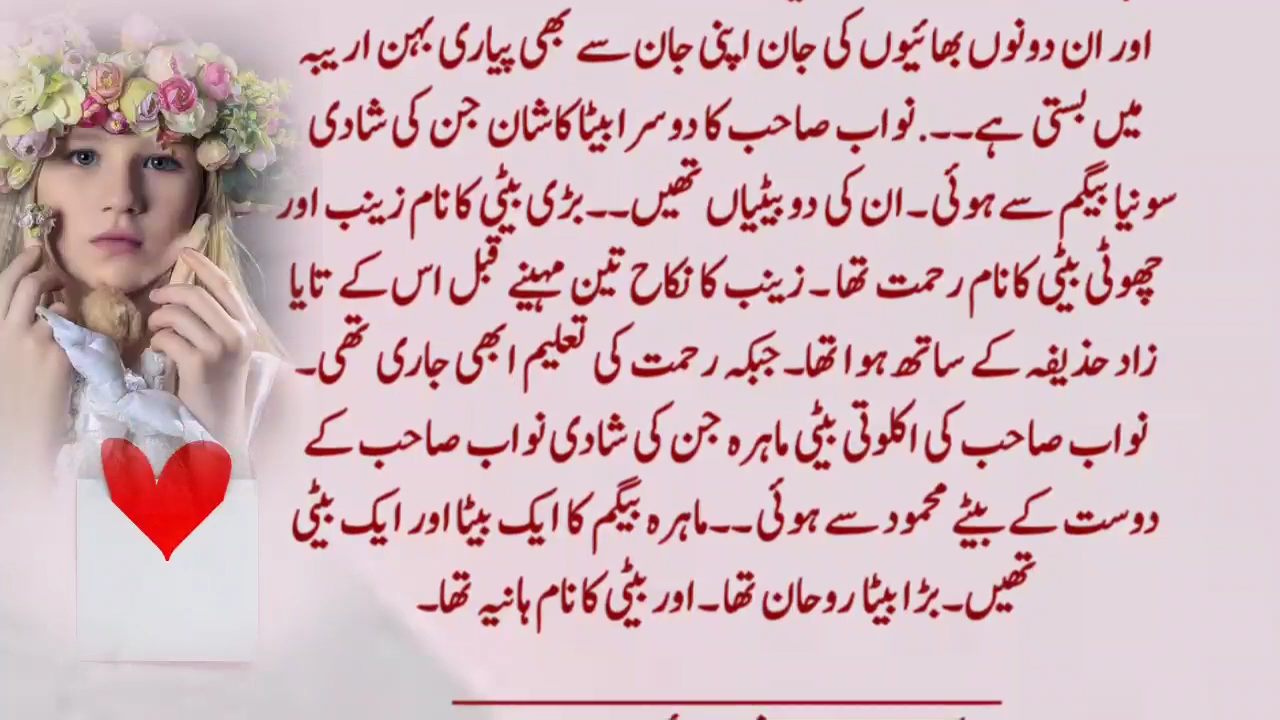 اور ان دونوں بھائیوں کی جان اپنی جان سے بھی پیاری بہن اریبہ
میں بستی ہے۔۔۔. نواب صاحب کا دوسرا بیٹا کاشان جن کی شادی
سونیا بیگم سے ہوئی۔ ان کی دو بیٹیاں تھیں۔۔ بڑی بیٹی کا نام زینب اور
چھوٹی بیٹی کا نام رحمت تھا۔ زینب کا نکاح تین مہینے قبل اس کے تایا
زاد حذیفہ کے ساتھ ہوا تھا۔ جبکہ رحمت کی تعلیم ابھی جاری تھی۔
نواب صاحب کی اکلوتی بیٹی ماہرہ جن کی شادی نواب صاحب کے
دوست کے بیٹے محمود سے ہوئی۔۔ ماہرہ بیگم کا ایک بیٹا اور ایک بیٹی
تھیں۔ بڑا بیٹا روحان تھا۔ اور بیٹی کا نام ہانیہ تھا۔